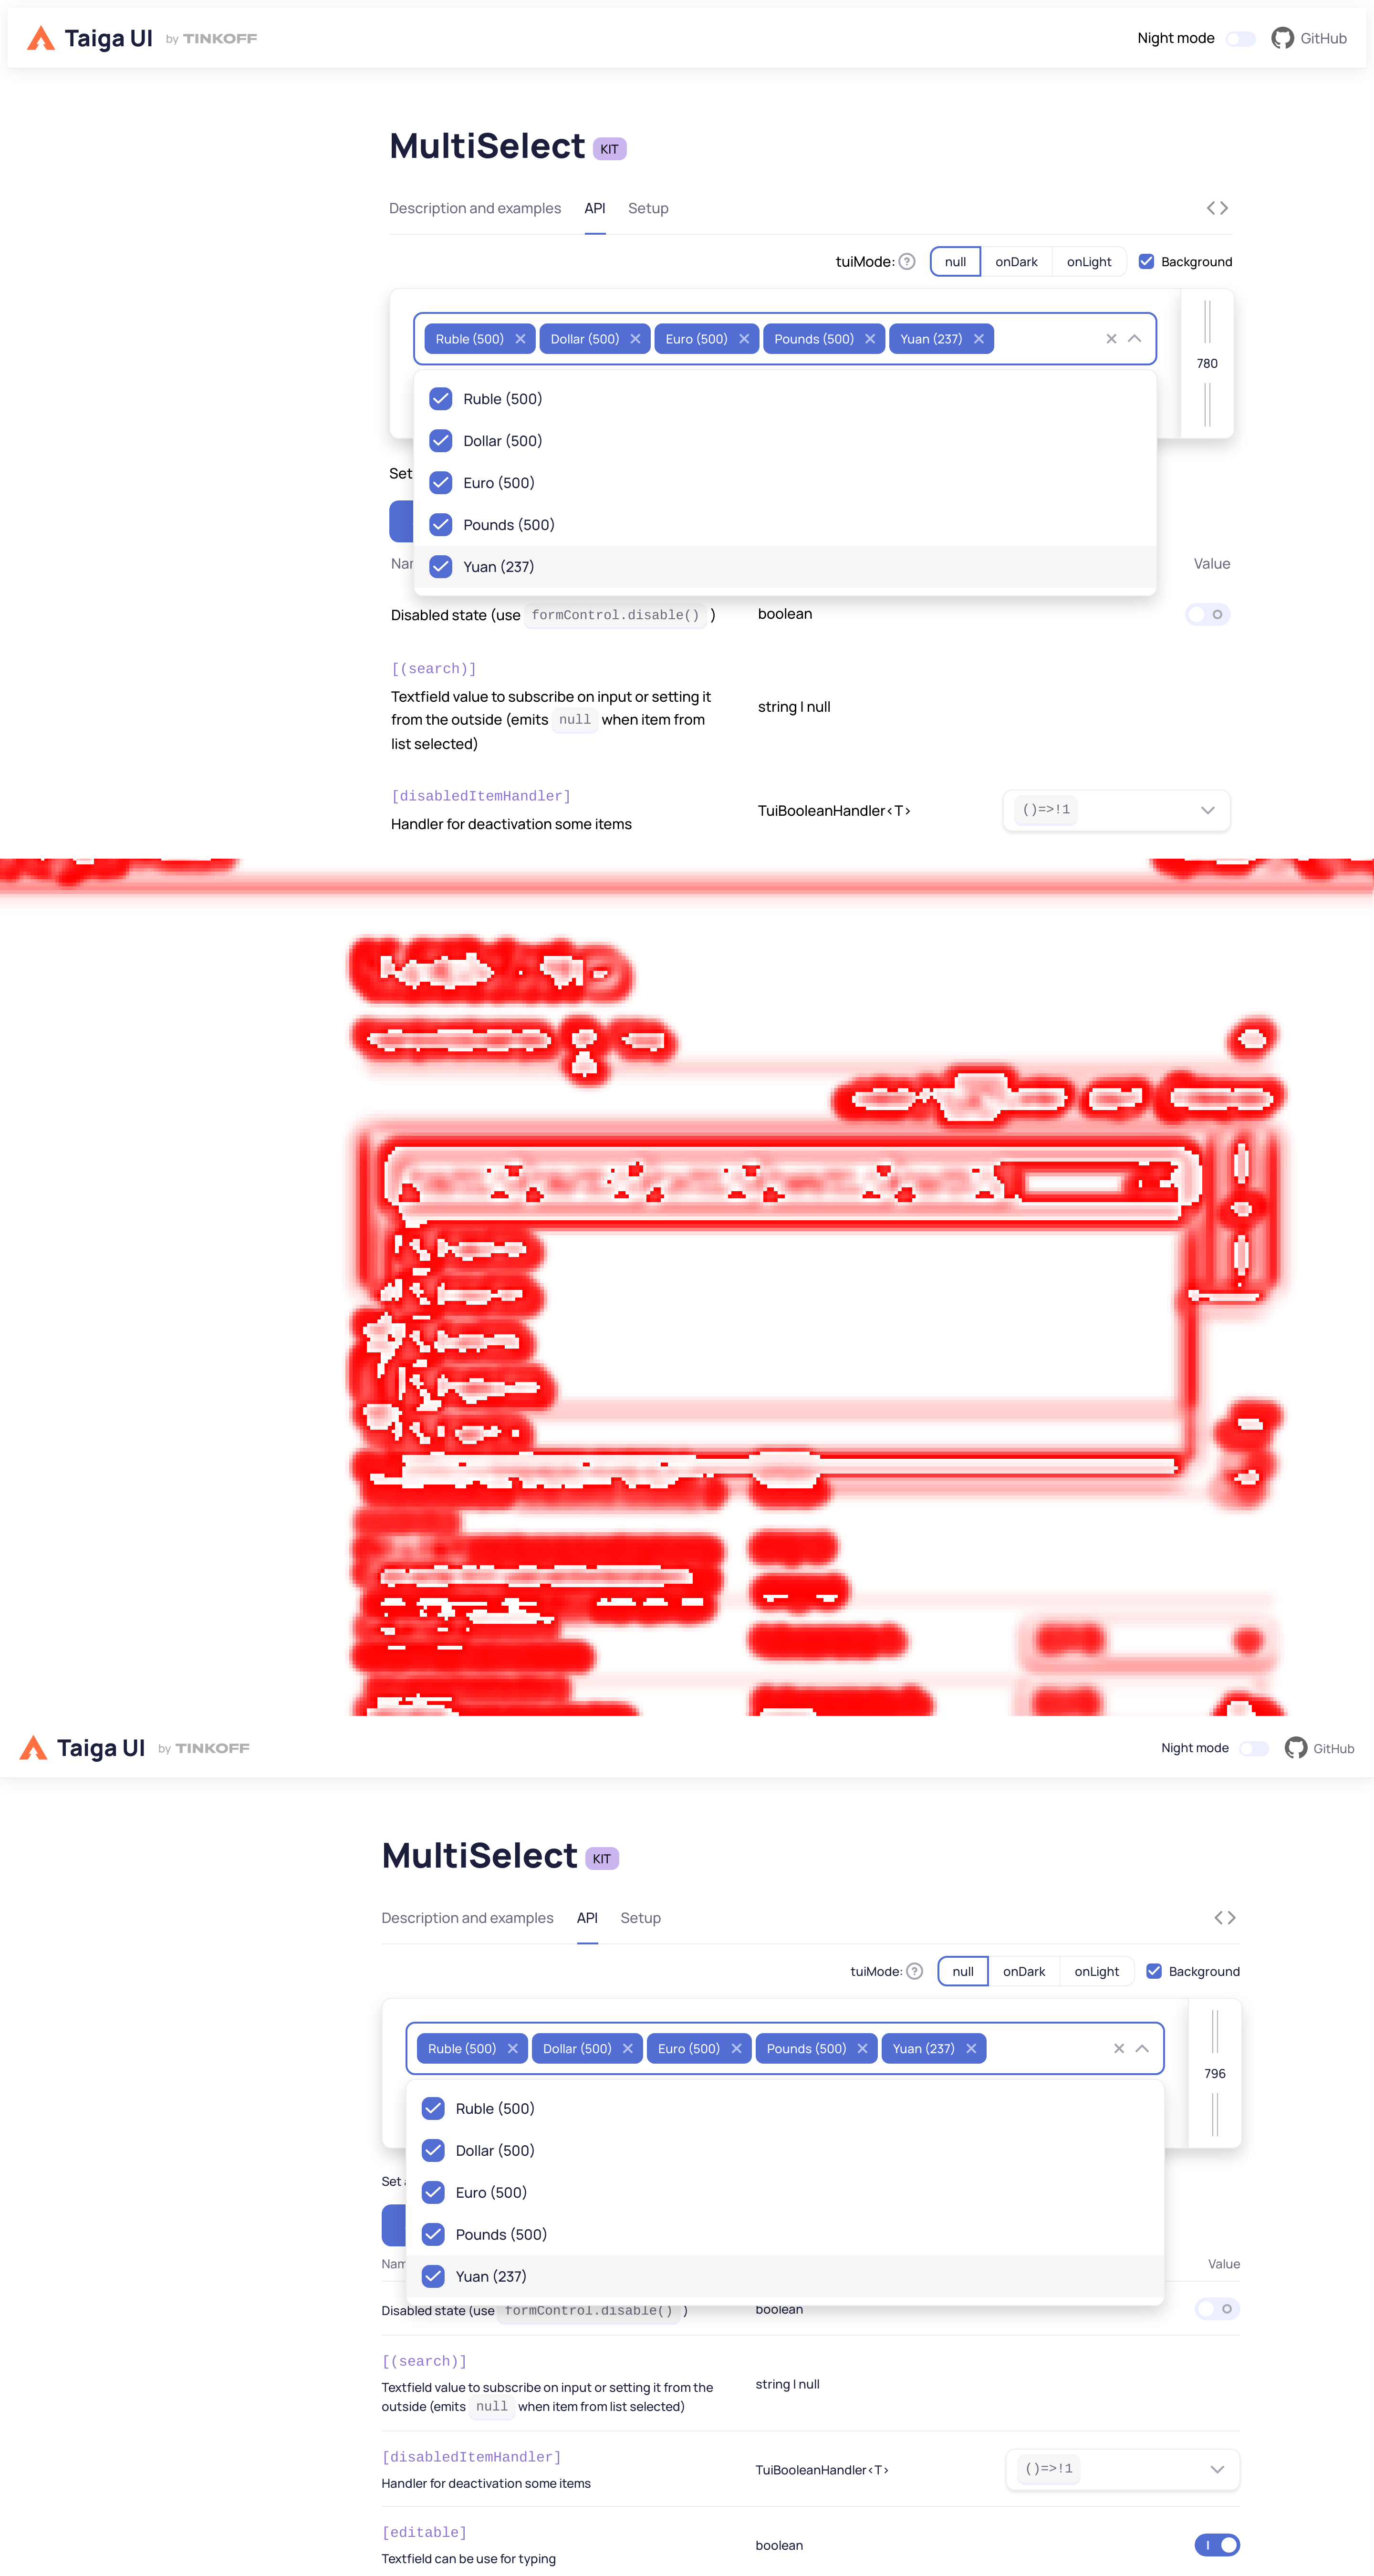 Taiga UI by TINKOFF Night mode GitHub
MultiSelect KIT
Description and examples API Setup
tuiMode: ? null onDark onLight Background
Ruble (500) Dollar (500) Euro (500) Pounds (500) Yuan (237)
780
Ruble (500)
Dollar (500)
Set
Euro (500)
Pounds (500)
Yuan (237) Value
Disabled state (use formControl.disable() ) boolean
[(search)]
Textfield value to subscribe on input or setting it
from the outside (emits null when item from
list selected)
string | null
[disabledItemHandler]
Handler for deactivation some items
TuiBooleanHandler<T> ()=>!1
Taiga UI by TINKOFF Night mode GitHub
MultiSelect KIT
Description and examples API Setup
tuiMode: ? null onDark onLight Background
Ruble (500) Dollar (500) Euro (500) Pounds (500) Yuan (237)
796
Ruble (500)
Dollar (500)
Set
Euro (500)
Pounds (500)
Yuan (237) Value
Disabled state (use formControl.disable() ) boolean
[(search)]
Textfield value to subscribe on input or setting it from the
outside (emits null when item from list selected)
string | null
[disabledItemHandler]
Handler for deactivation some items
TuiBooleanHandler<T> ()=>!1
[editable]
Textfield can be use for typing
boolean